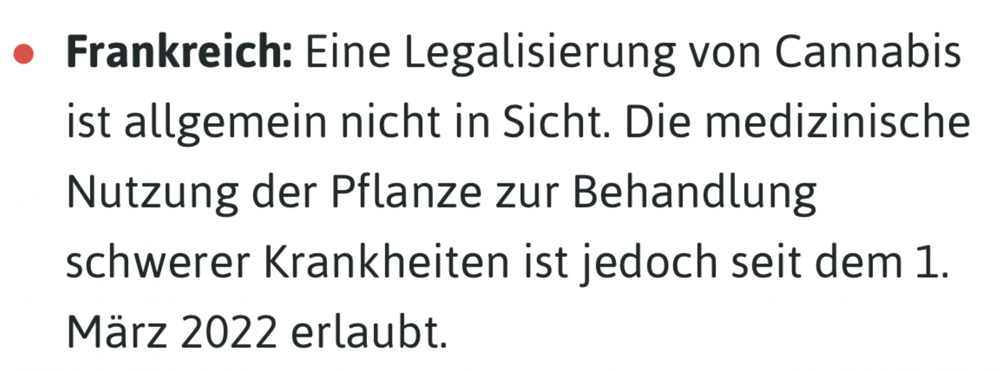 Frankreich: Eine Legalisierung von Cannabis
ist allgemein nicht in Sicht. Die medizinische
Nutzung der Pflanze zur Behandlung
schwerer Krankheiten ist jedoch seit dem 1.
März 2022 erlaubt.